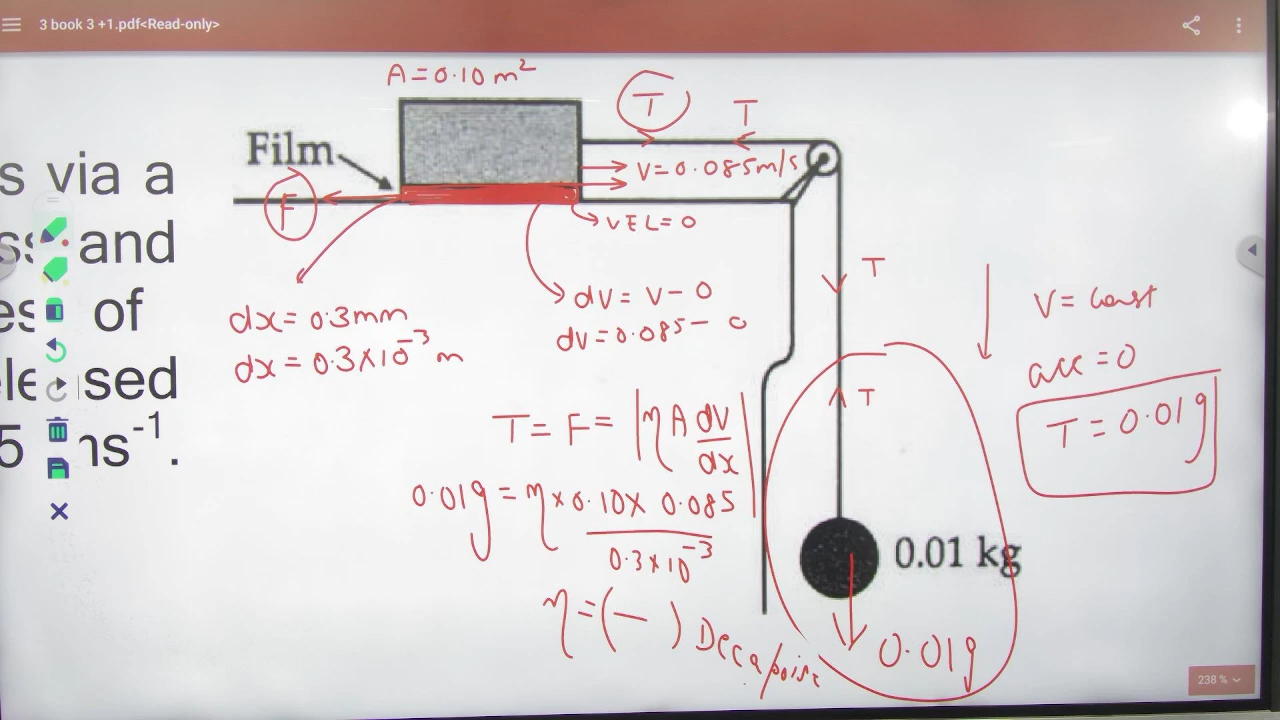 3 book 3 +1.pdf<Read-only>
A = 0.10 m²
T
T
Film
s via a
V = 0.085m/s
F
VEL = 0
and
T
dV = V - 0
V = const
dx = 0.3mm
of
dV = 0.085 - 0
dx = 0.3×10⁻³ m
acc = 0
sed
T
T = 0.01g
T = F = |ηA dV/dx|
5 ms⁻¹.
0.01g = η × 0.10 × 0.085
0.3×10⁻³
0.01 kg
η = (— ) Decapoise
0.01g
238 %